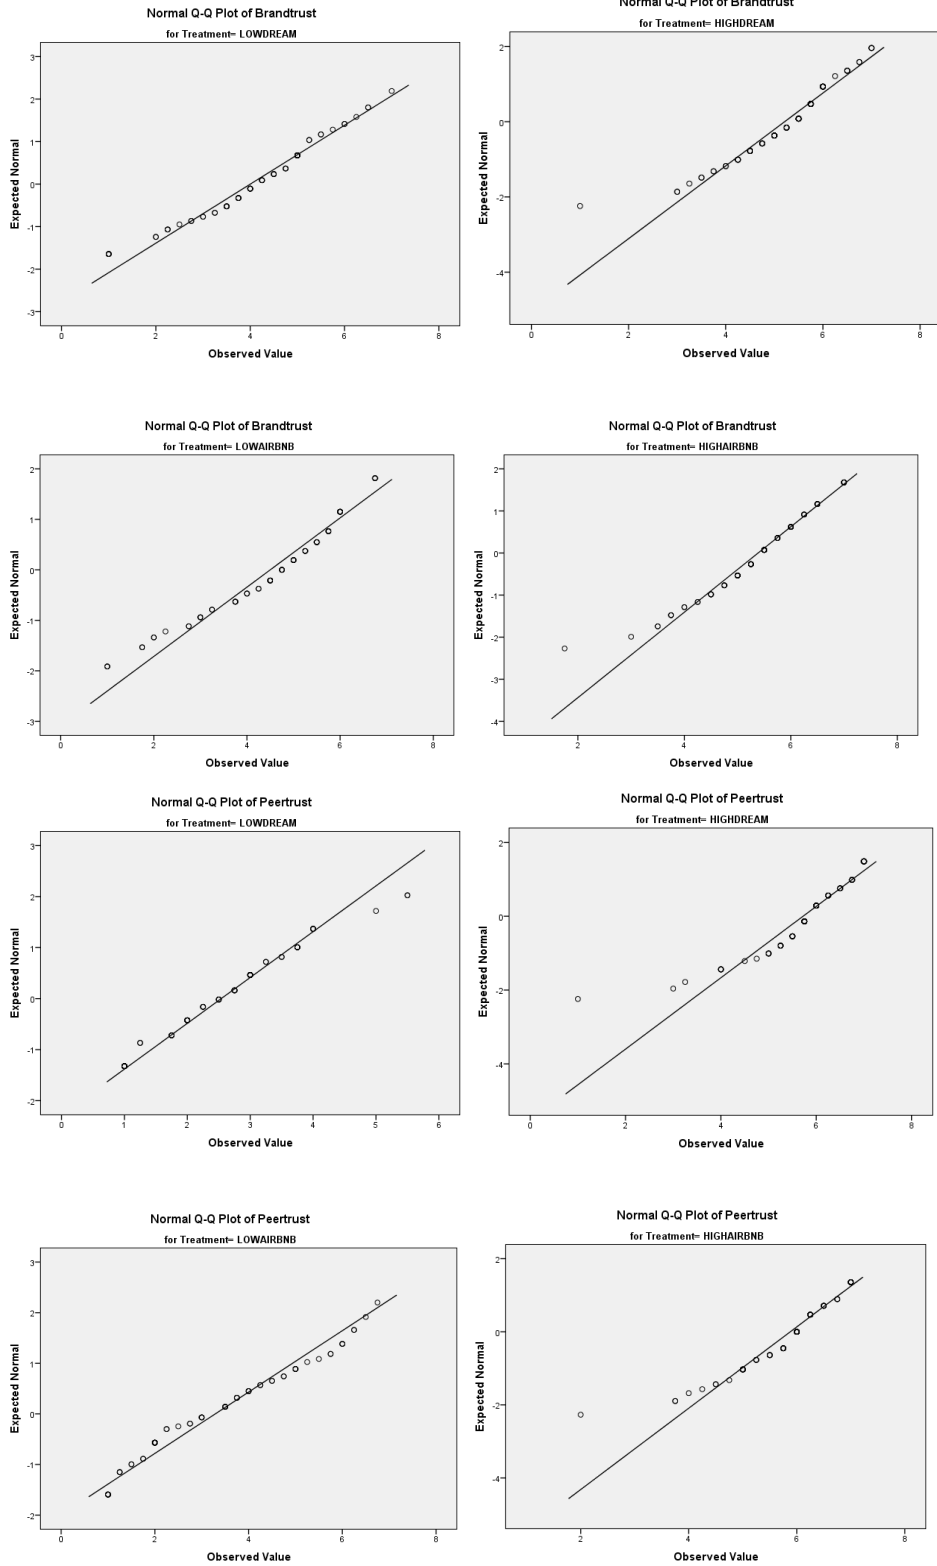 Normal Q-Q Plot of Brandtrust
for Treatment= LOWDREAM
3
2
1
0
-1
-2
-3
Expected Normal
0 2 4 6 8
Observed Value
Normal Q-Q Plot of Brandtrust
for Treatment= HIGHDREAM
2
0
-2
-4
Expected Normal
0 2 4 6 8
Observed Value
Normal Q-Q Plot of Brandtrust
for Treatment= LOWAIRBNB
2
1
0
-1
-2
-3
Expected Normal
0 2 4 6 8
Observed Value
Normal Q-Q Plot of Brandtrust
for Treatment= HIGHAIRBNB
2
1
0
-1
-2
-3
-4
Expected Normal
2 4 6 8
Observed Value
Normal Q-Q Plot of Peertrust
for Treatment= LOWDREAM
3
2
1
0
-1
-2
Expected Normal
0 1 2 3 4 5 6
Observed Value
Normal Q-Q Plot of Peertrust
for Treatment= HIGHDREAM
2
0
-2
-4
Expected Normal
0 2 4 6 8
Observed Value
Normal Q-Q Plot of Peertrust
for Treatment= LOWAIRBNB
3
2
1
0
-1
-2
Expected Normal
0 2 4 6 8
Observed Value
Normal Q-Q Plot of Peertrust
for Treatment= HIGHAIRBNB
2
0
-2
-4
Expected Normal
2 4 6 8
Observed Value